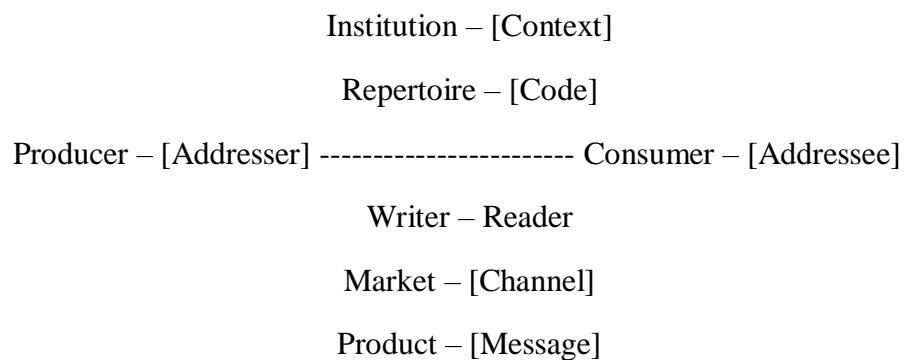 Institution – [Context]
Repertoire – [Code]
Producer – [Addresser] ------------------------ Consumer – [Addressee]
Writer – Reader
Market – [Channel]
Product – [Message]